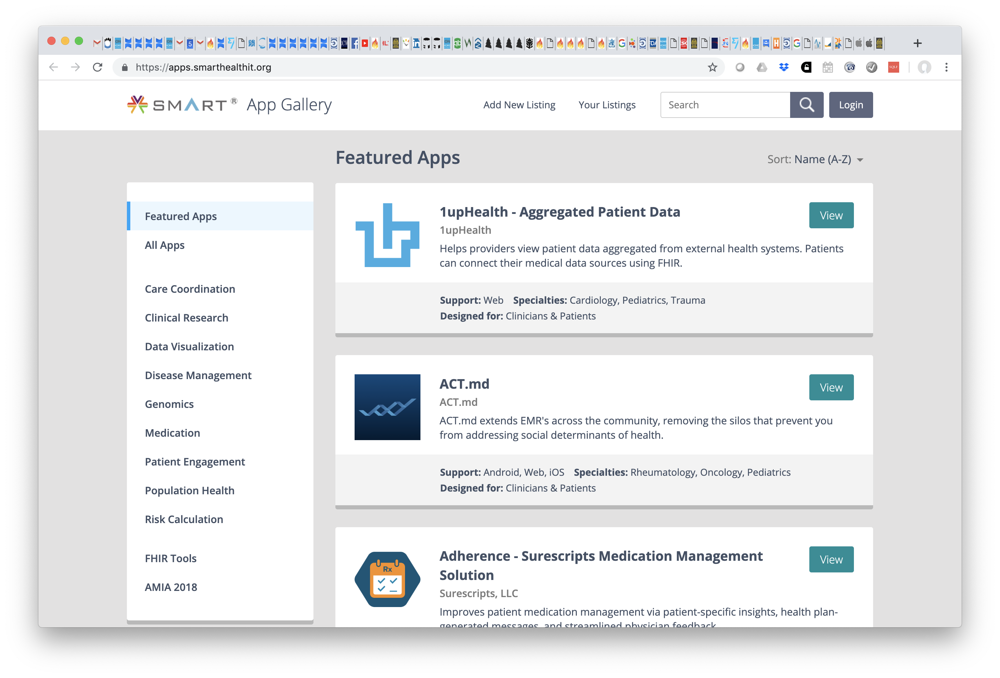 https://apps.smarthealthit.org
SMART® App Gallery
Add New Listing
Your Listings
Search
Login
Featured Apps
Sort: Name (A-Z)
Featured Apps
All Apps
Care Coordination
Clinical Research
Data Visualization
Disease Management
Genomics
Medication
Patient Engagement
Population Health
Risk Calculation
FHIR Tools
AMIA 2018
1upHealth - Aggregated Patient Data
View
1upHealth
Helps providers view patient data aggregated from external health systems. Patients
can connect their medical data sources using FHIR.
Support: Web Specialties: Cardiology, Pediatrics, Trauma
Designed for: Clinicians & Patients
ACT.md
View
ACT.md
ACT.md extends EMR's across the community, removing the silos that prevent you
from addressing social determinants of health.
Support: Android, Web, iOS Specialties: Rheumatology, Oncology, Pediatrics
Designed for: Clinicians & Patients
Rx
Adherence - Surescripts Medication Management
Solution
View
Surescripts, LLC
Improves patient medication management via patient-specific insights, health plan-
generated messages, and streamlined physician feedback